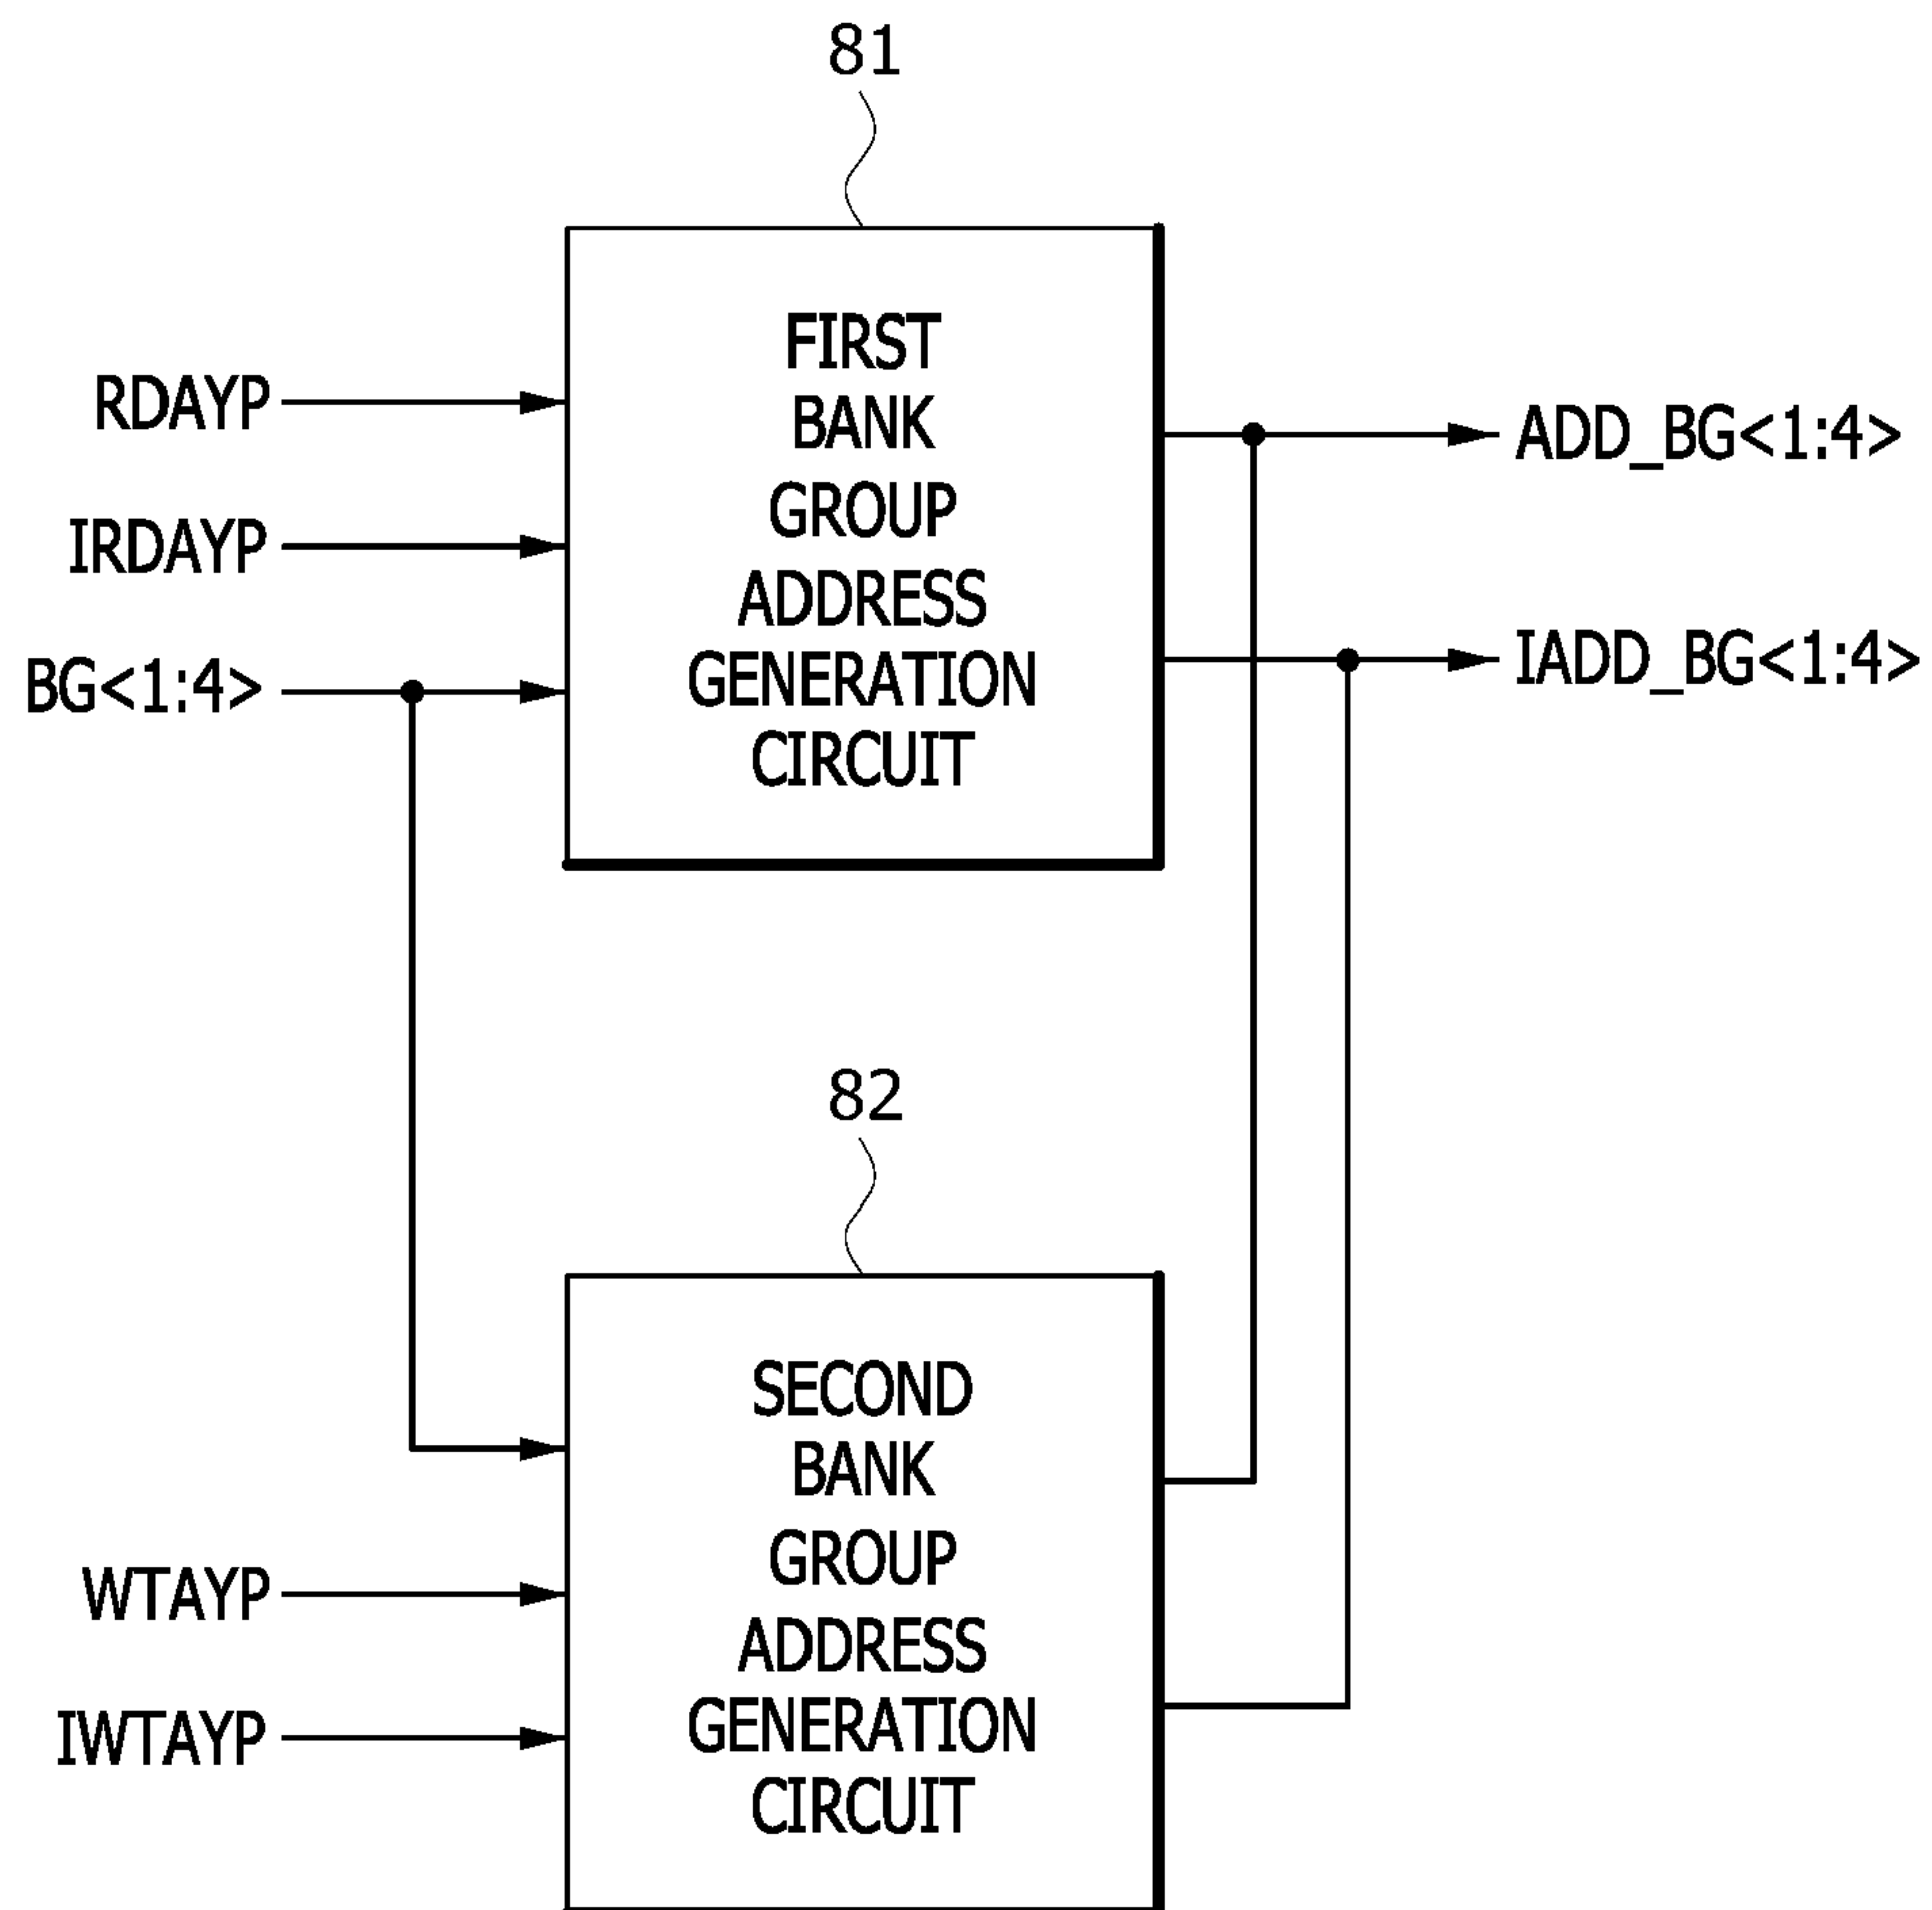 81
FIRST
BANK
GROUP
ADDRESS
GENERATION
CIRCUIT
RDAYP
IRDAYP
BG<1:4>
ADD_BG<1:4>
IADD_BG<1:4>
82
SECOND
BANK
GROUP
ADDRESS
GENERATION
CIRCUIT
WTAYP
IWTAYP